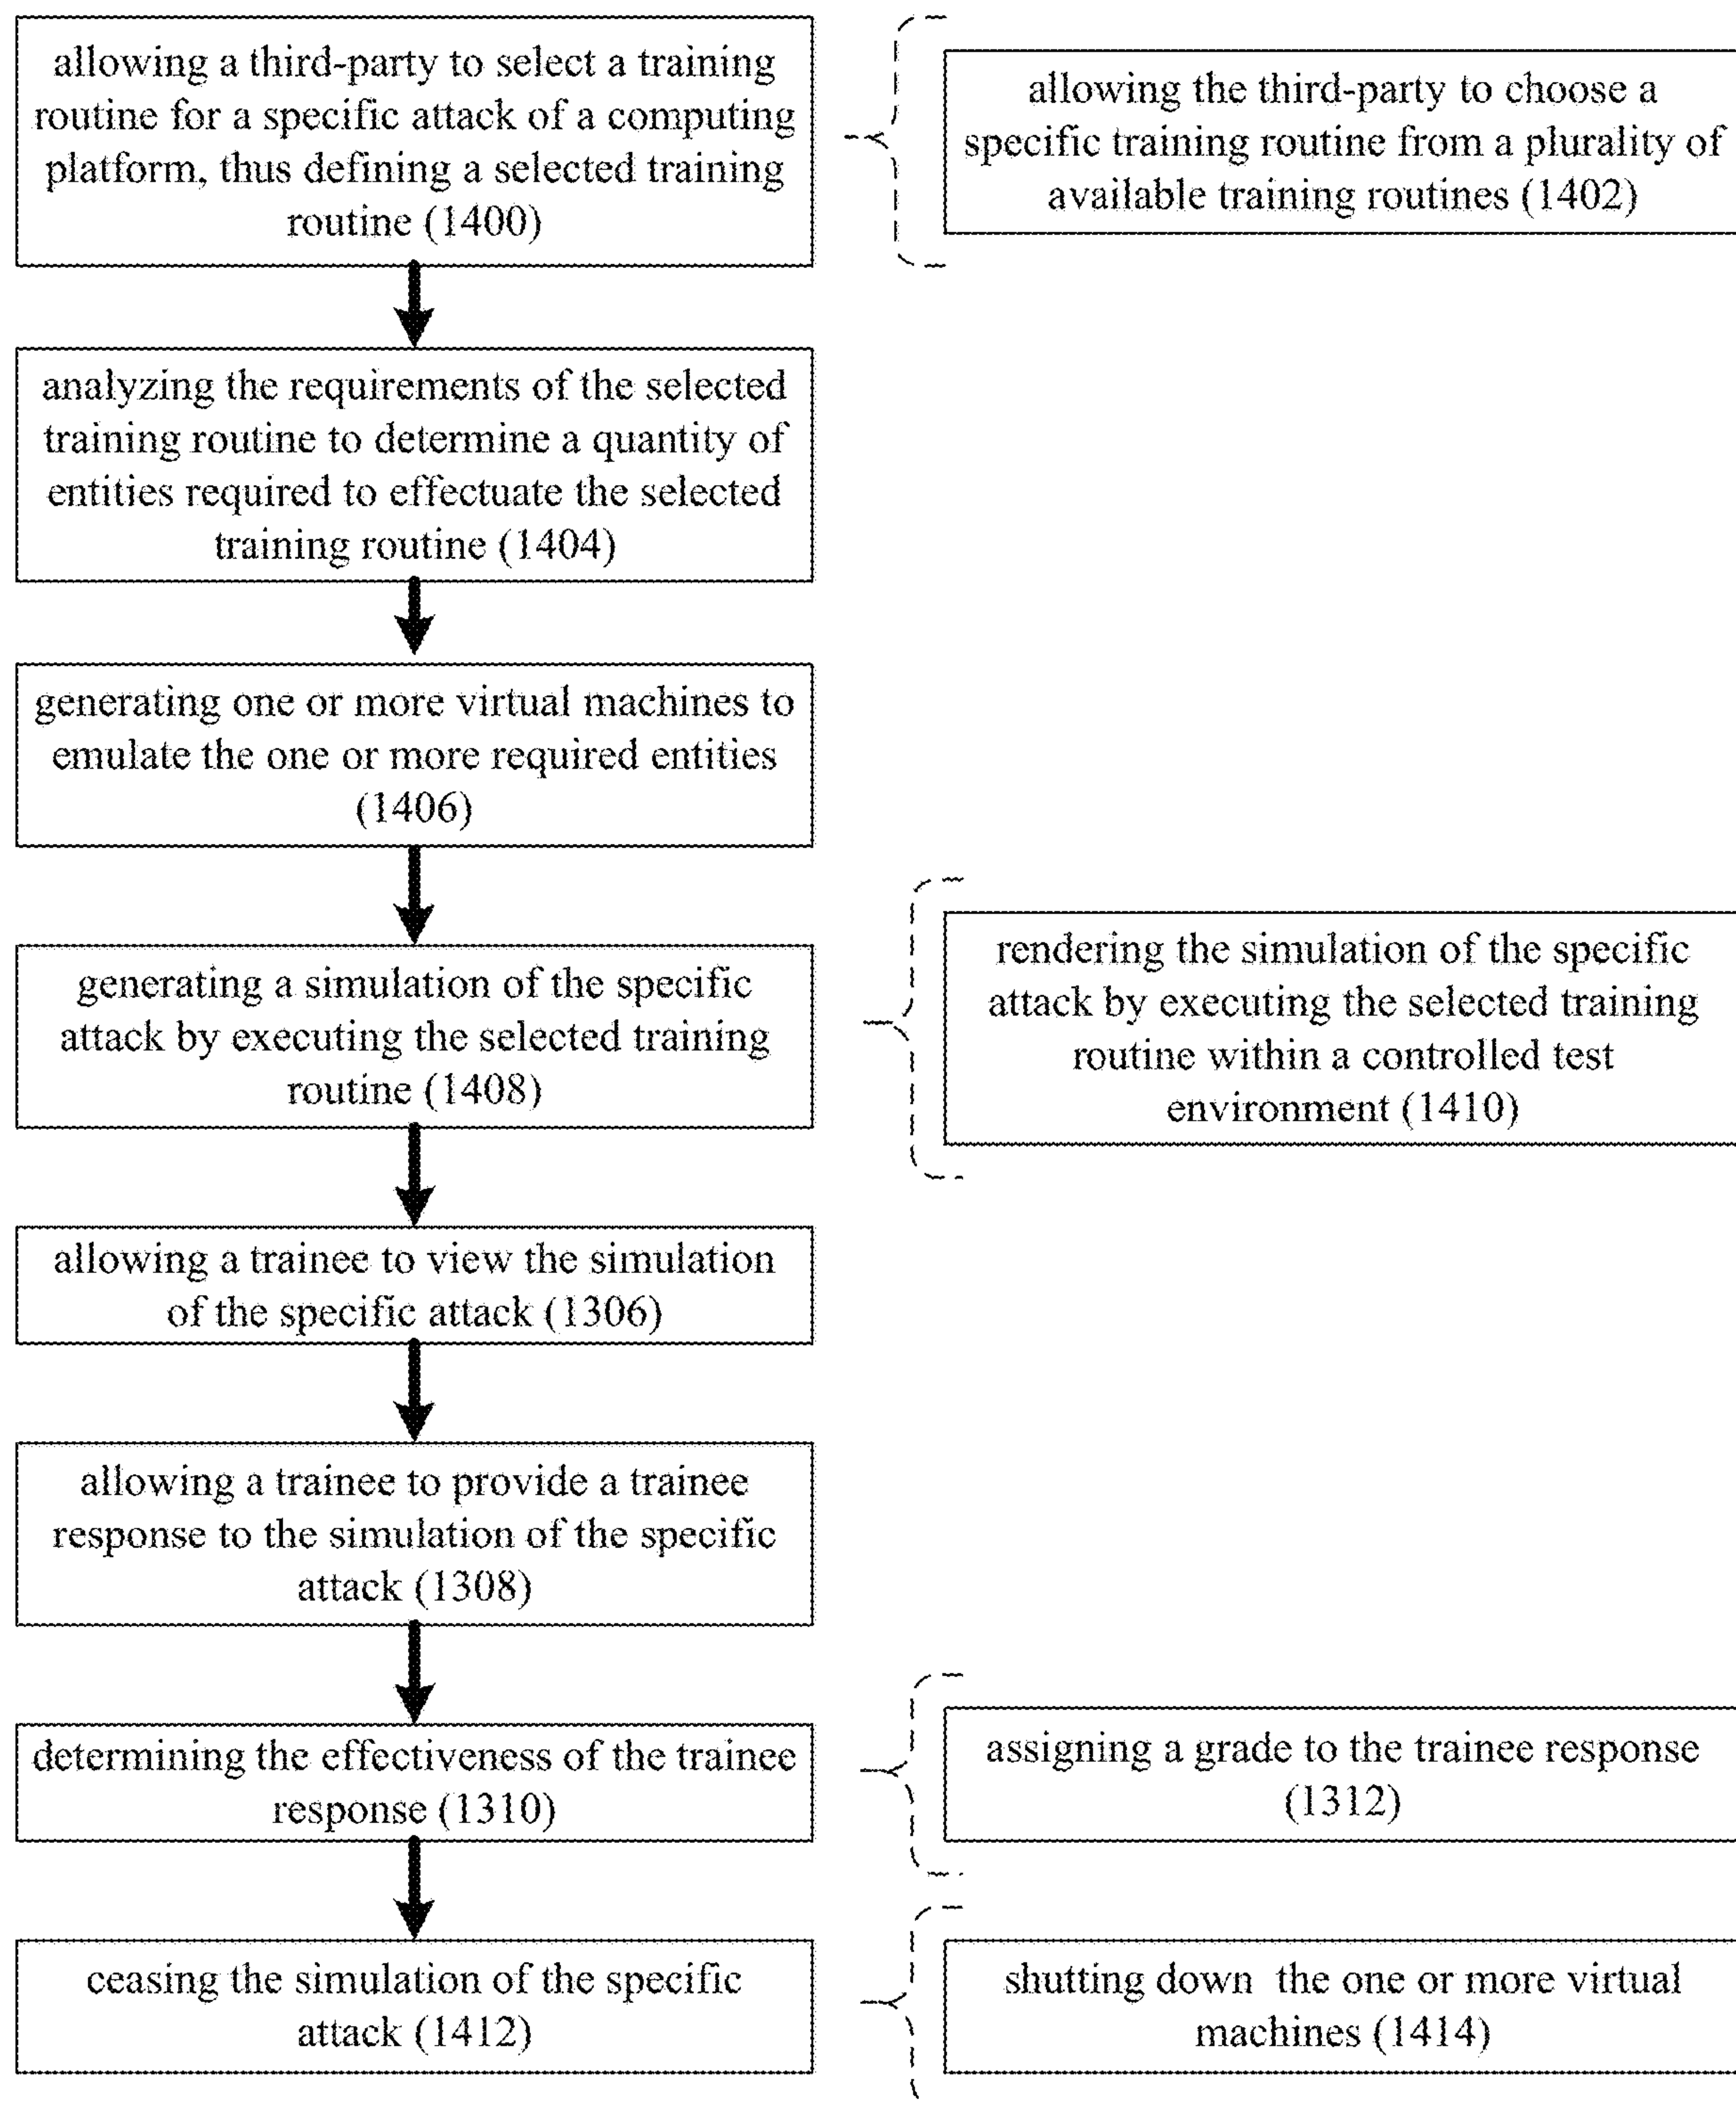 allowing a third-party to select a training
routine for a specific attack of a computing
platform, thus defining a selected training
routine (1400)
allowing the third-party to choose a
specific training routine from a plurality of
available training routines (1402)
analyzing the requirements of the selected
training routine to determine a quantity of
entities required to effectuate the selected
training routine (1404)
generating one or more virtual machines to
emulate the one or more required entities
(1406)
generating a simulation of the specific
attack by executing the selected training
routine (1408)
rendering the simulation of the specific
attack by executing the selected training
routine within a controlled test
environment (1410)
allowing a trainee to view the simulation
of the specific attack (1306)
allowing a trainee to provide a trainee
response to the simulation of the specific
attack (1308)
determining the effectiveness of the trainee
response (1310)
assigning a grade to the trainee response
(1312)
ceasing the simulation of the specific
attack (1412)
shutting down the one or more virtual
machines (1414)